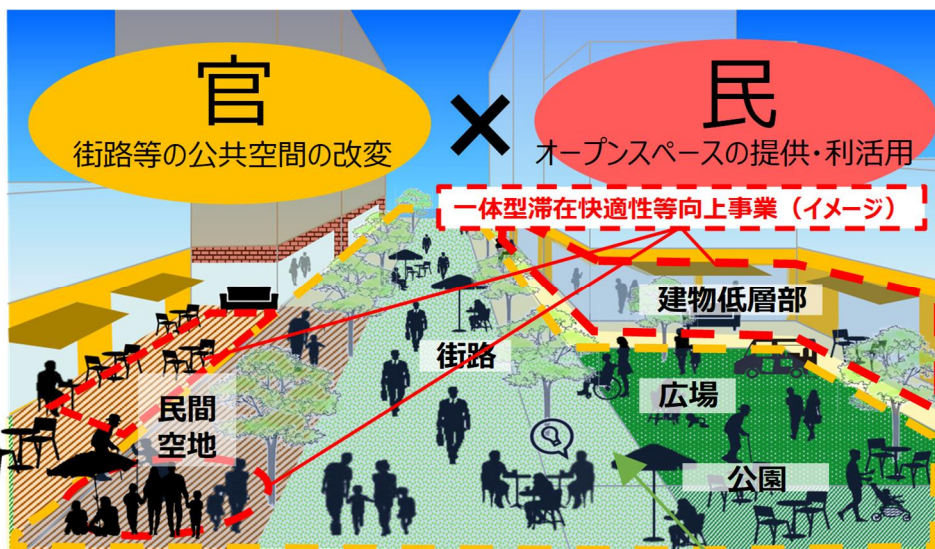 官
街路等の公共空間の改変
×
民
オープンスペースの提供・利活用
一体型滞在快適性等向上事業（イメージ）
建物低層部
街路
広場
民間
空地
公園